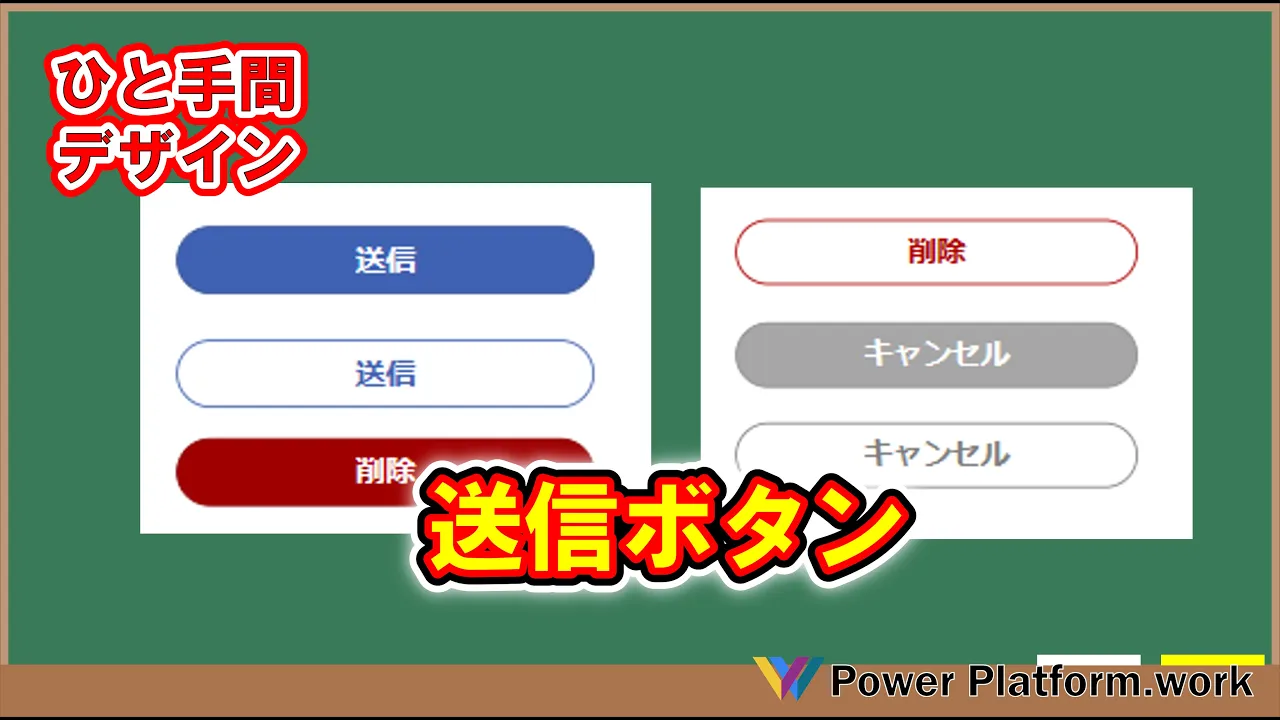 ひと手間
デザイン
送信
送信
削除
削除
キャンセル
キャンセル
送信ボタン
Power Platform.work